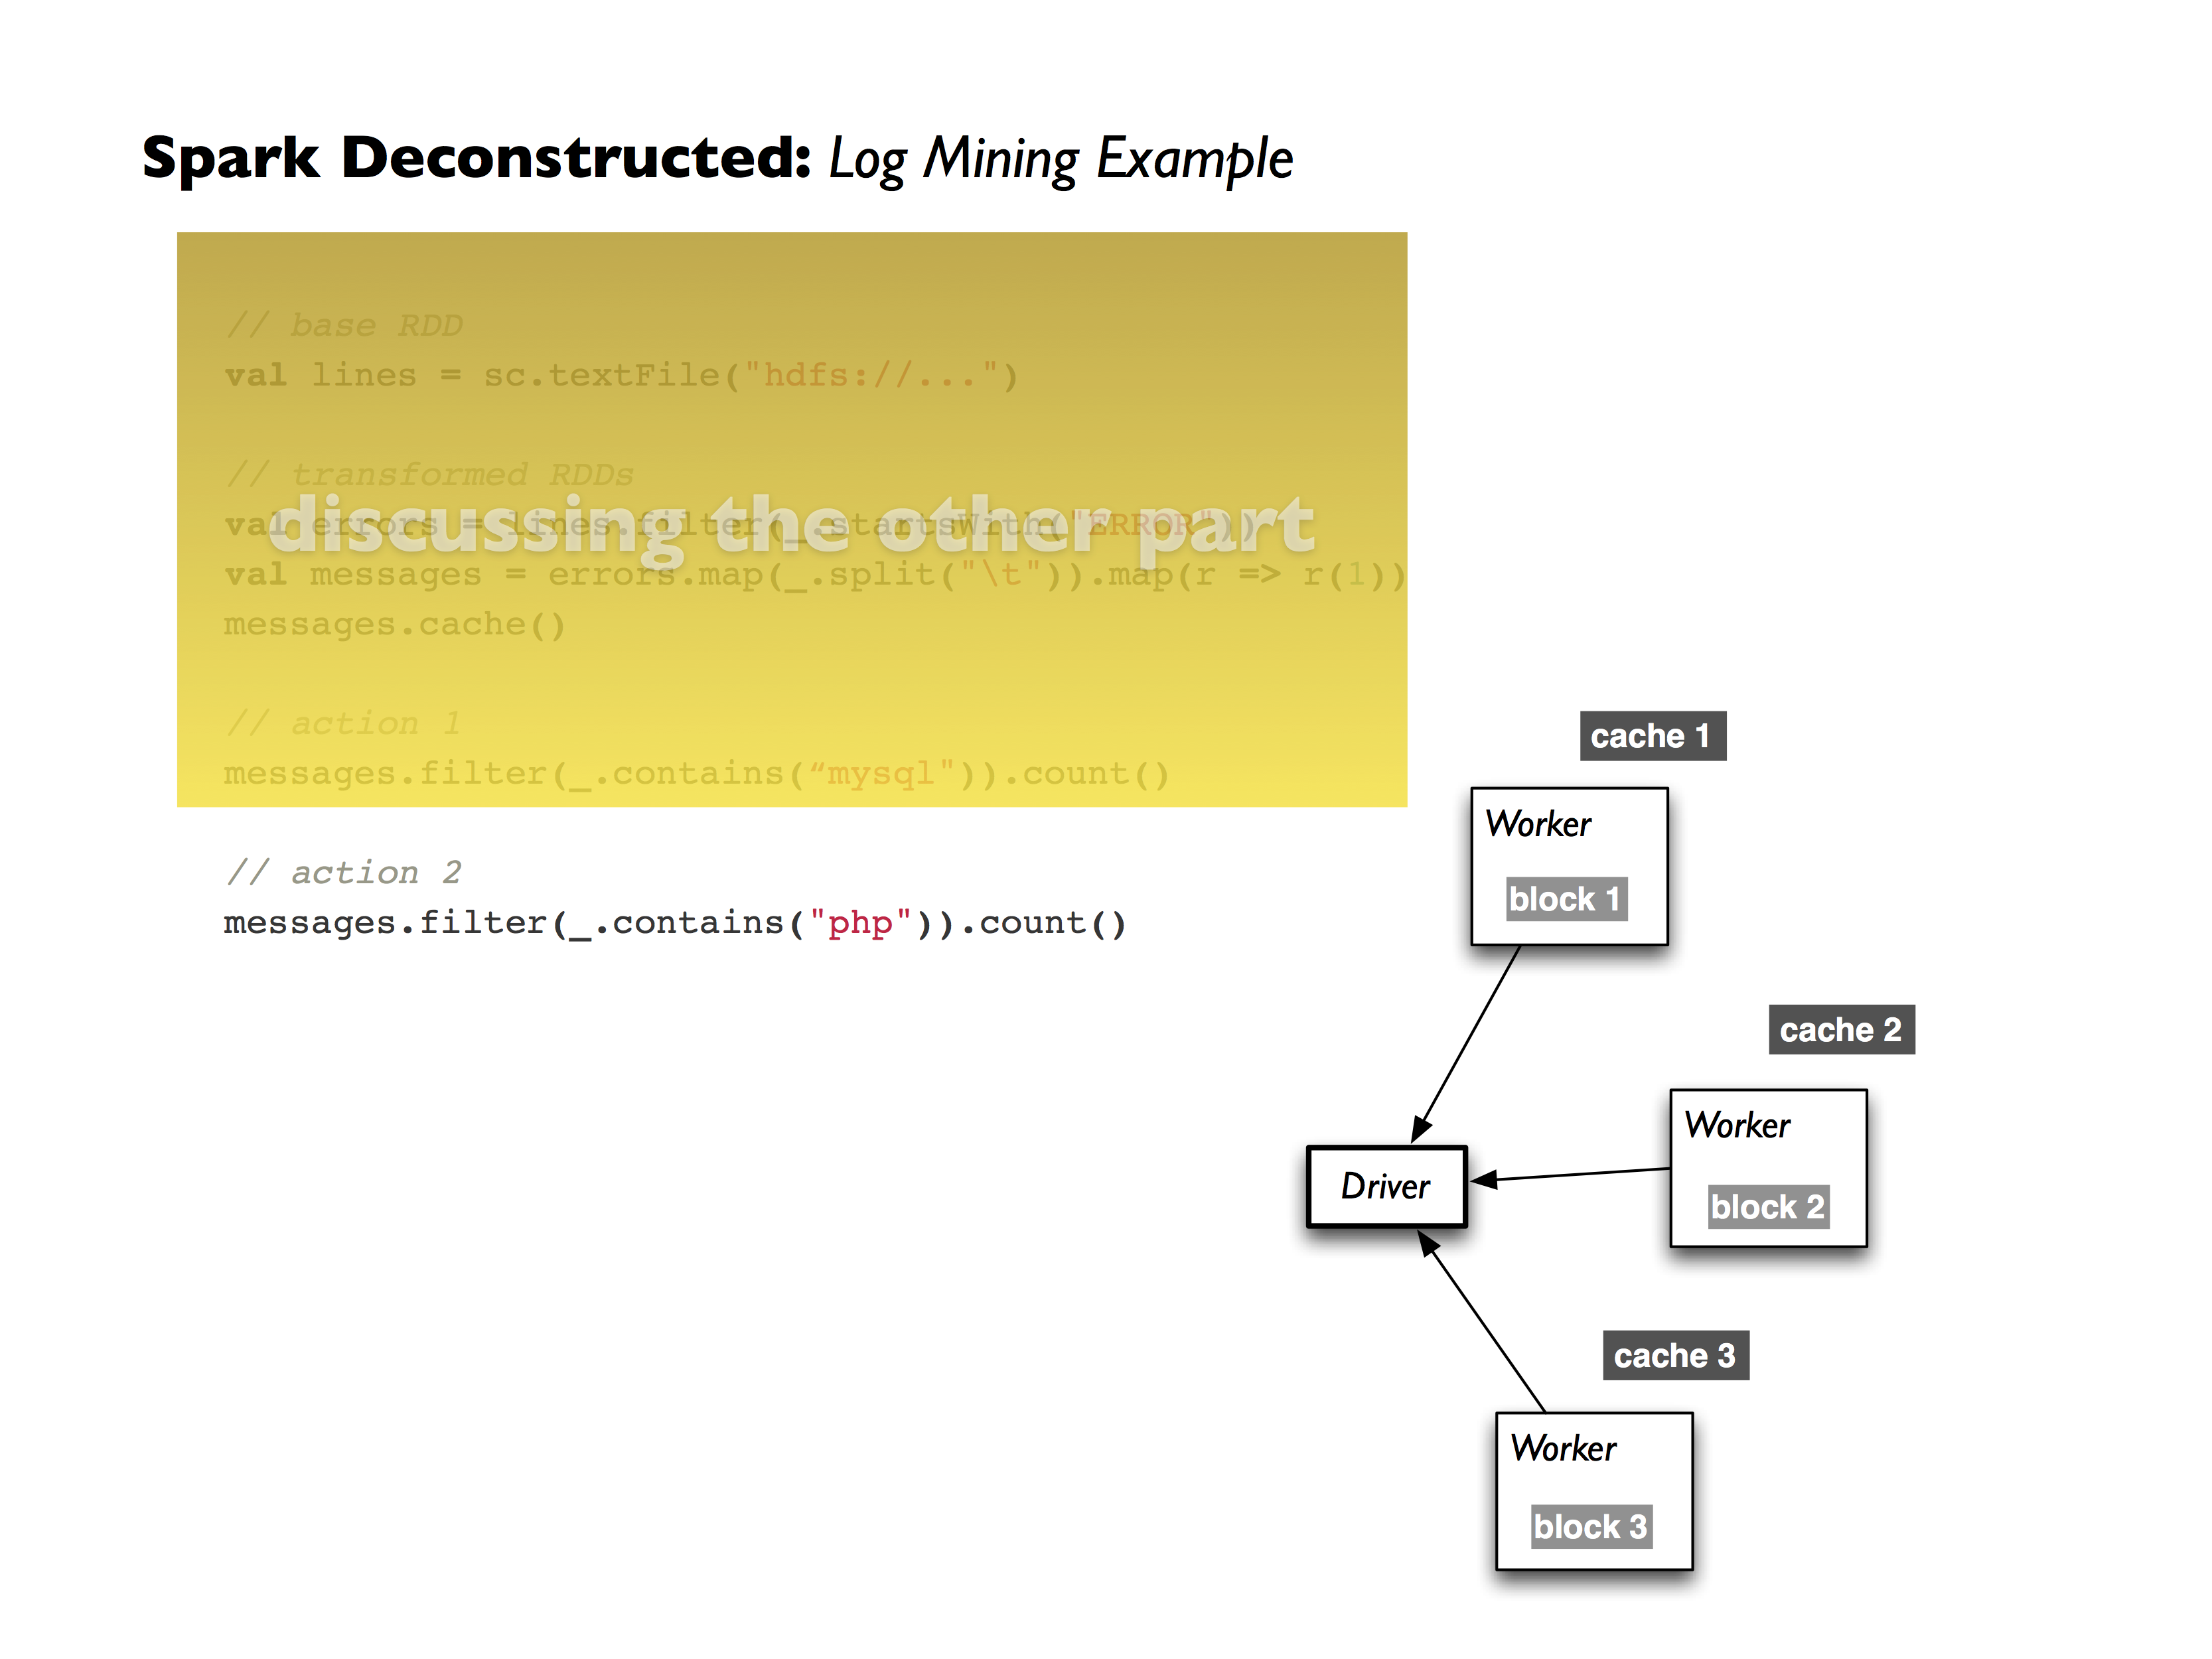 Spark Deconstructed: Log Mining Example
// base RDD
val lines = sc.textFile("hdfs://...")
// transformed RDDs
val errors = lines.filter(_.startsWith("ERROR"))
discussing the other part
val messages = errors.map(_.split("\t")).map(r => r(1))
messages.cache()
// action 1
messages.filter(_.contains(“mysql")).count()
// action 2
messages.filter(_.contains("php")).count()
cache 1
Worker
block 1
cache 2
Worker
block 2
Driver
cache 3
Worker
block 3